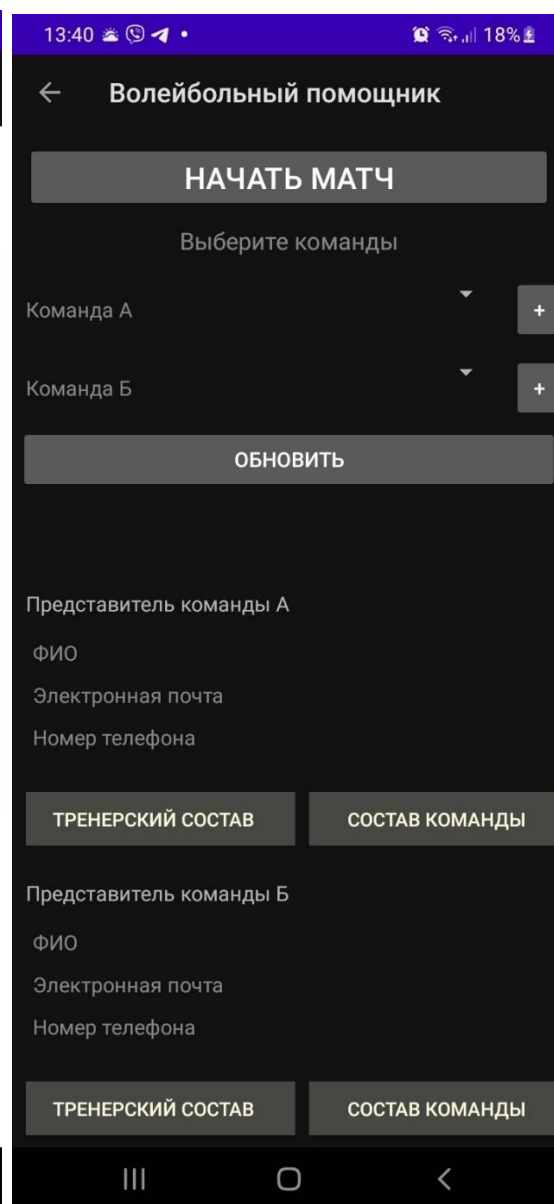 13:40 18%
Волейбольный помощник
НАЧАТЬ МАТЧ
Выберите команды
Команда А +
Команда Б +
ОБНОВИТЬ
Представитель команды А
ФИО
Электронная почта
Номер телефона
ТРЕНЕРСКИЙ СОСТАВ СОСТАВ КОМАНДЫ
Представитель команды Б
ФИО
Электронная почта
Номер телефона
ТРЕНЕРСКИЙ СОСТАВ СОСТАВ КОМАНДЫ